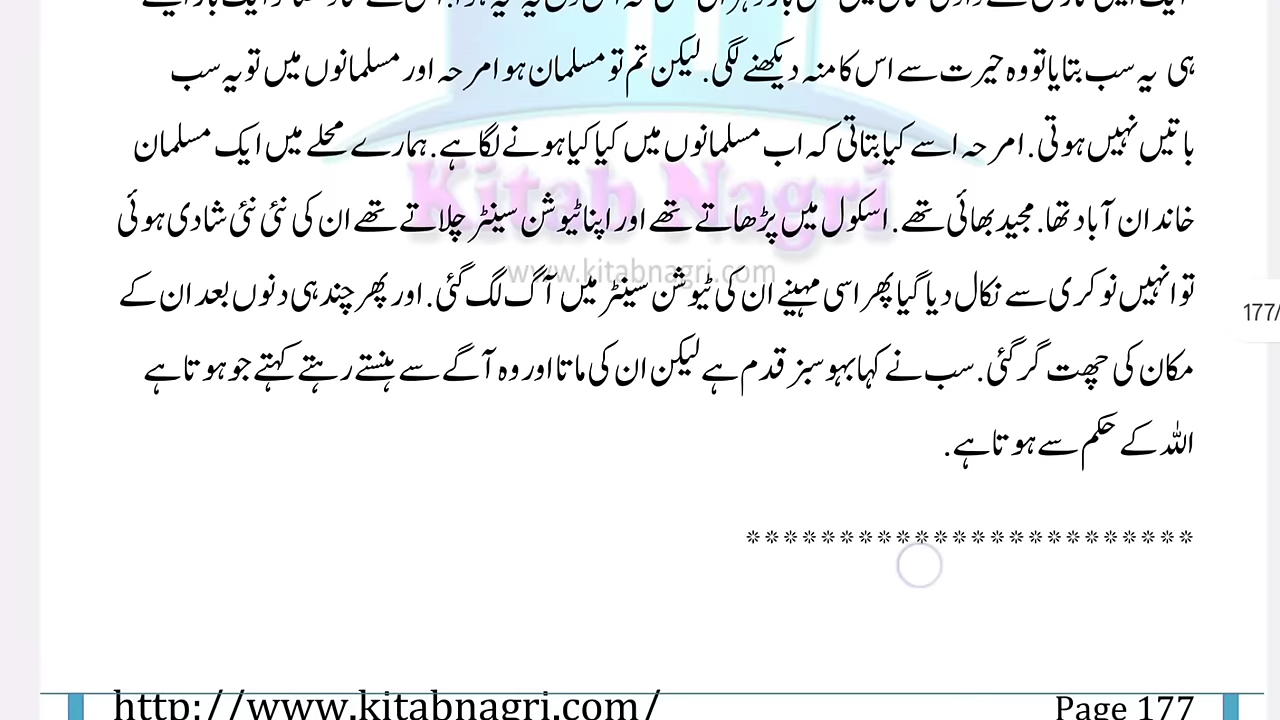 ہی یہ سب بتایا تو وہ حیرت سے اس کا منہ دیکھنے لگی. لیکن تم تو مسلمان ہو امرحہ اور مسلمانوں میں تو یہ سب
باتیں نہیں ہوتی. امرحہ اسے کیا بتاتی کہ اب مسلمانوں میں کیا کیا ہونے لگا ہے. ہمارے محلے میں ایک مسلمان
خاندان آباد تھا. مجید بھائی تھے. اسکول میں پڑھاتے تھے اور اپنا ٹیوشن سینٹر چلاتے تھے ان کی نئی نئی شادی ہوئی
تو انہیں نوکری سے نکال دیا گیا پھر اسی مہینے ان کی ٹیوشن سینٹر میں آگ لگ گئی. اور پھر چند ہی دنوں بعد ان کے
مکان کی چھت گر گئی. سب نے کہا بہو سبز قدم ہے لیکن ان کی ماتا اور وہ آگے سے ہنستے رہتے کہتے جو ہوتا ہے
اللہ کے حکم سے ہوتا ہے.
Kitab Nagri
www.kitabnagri.com
177/
************************
http://www.kitabnagri.com/
Page 177